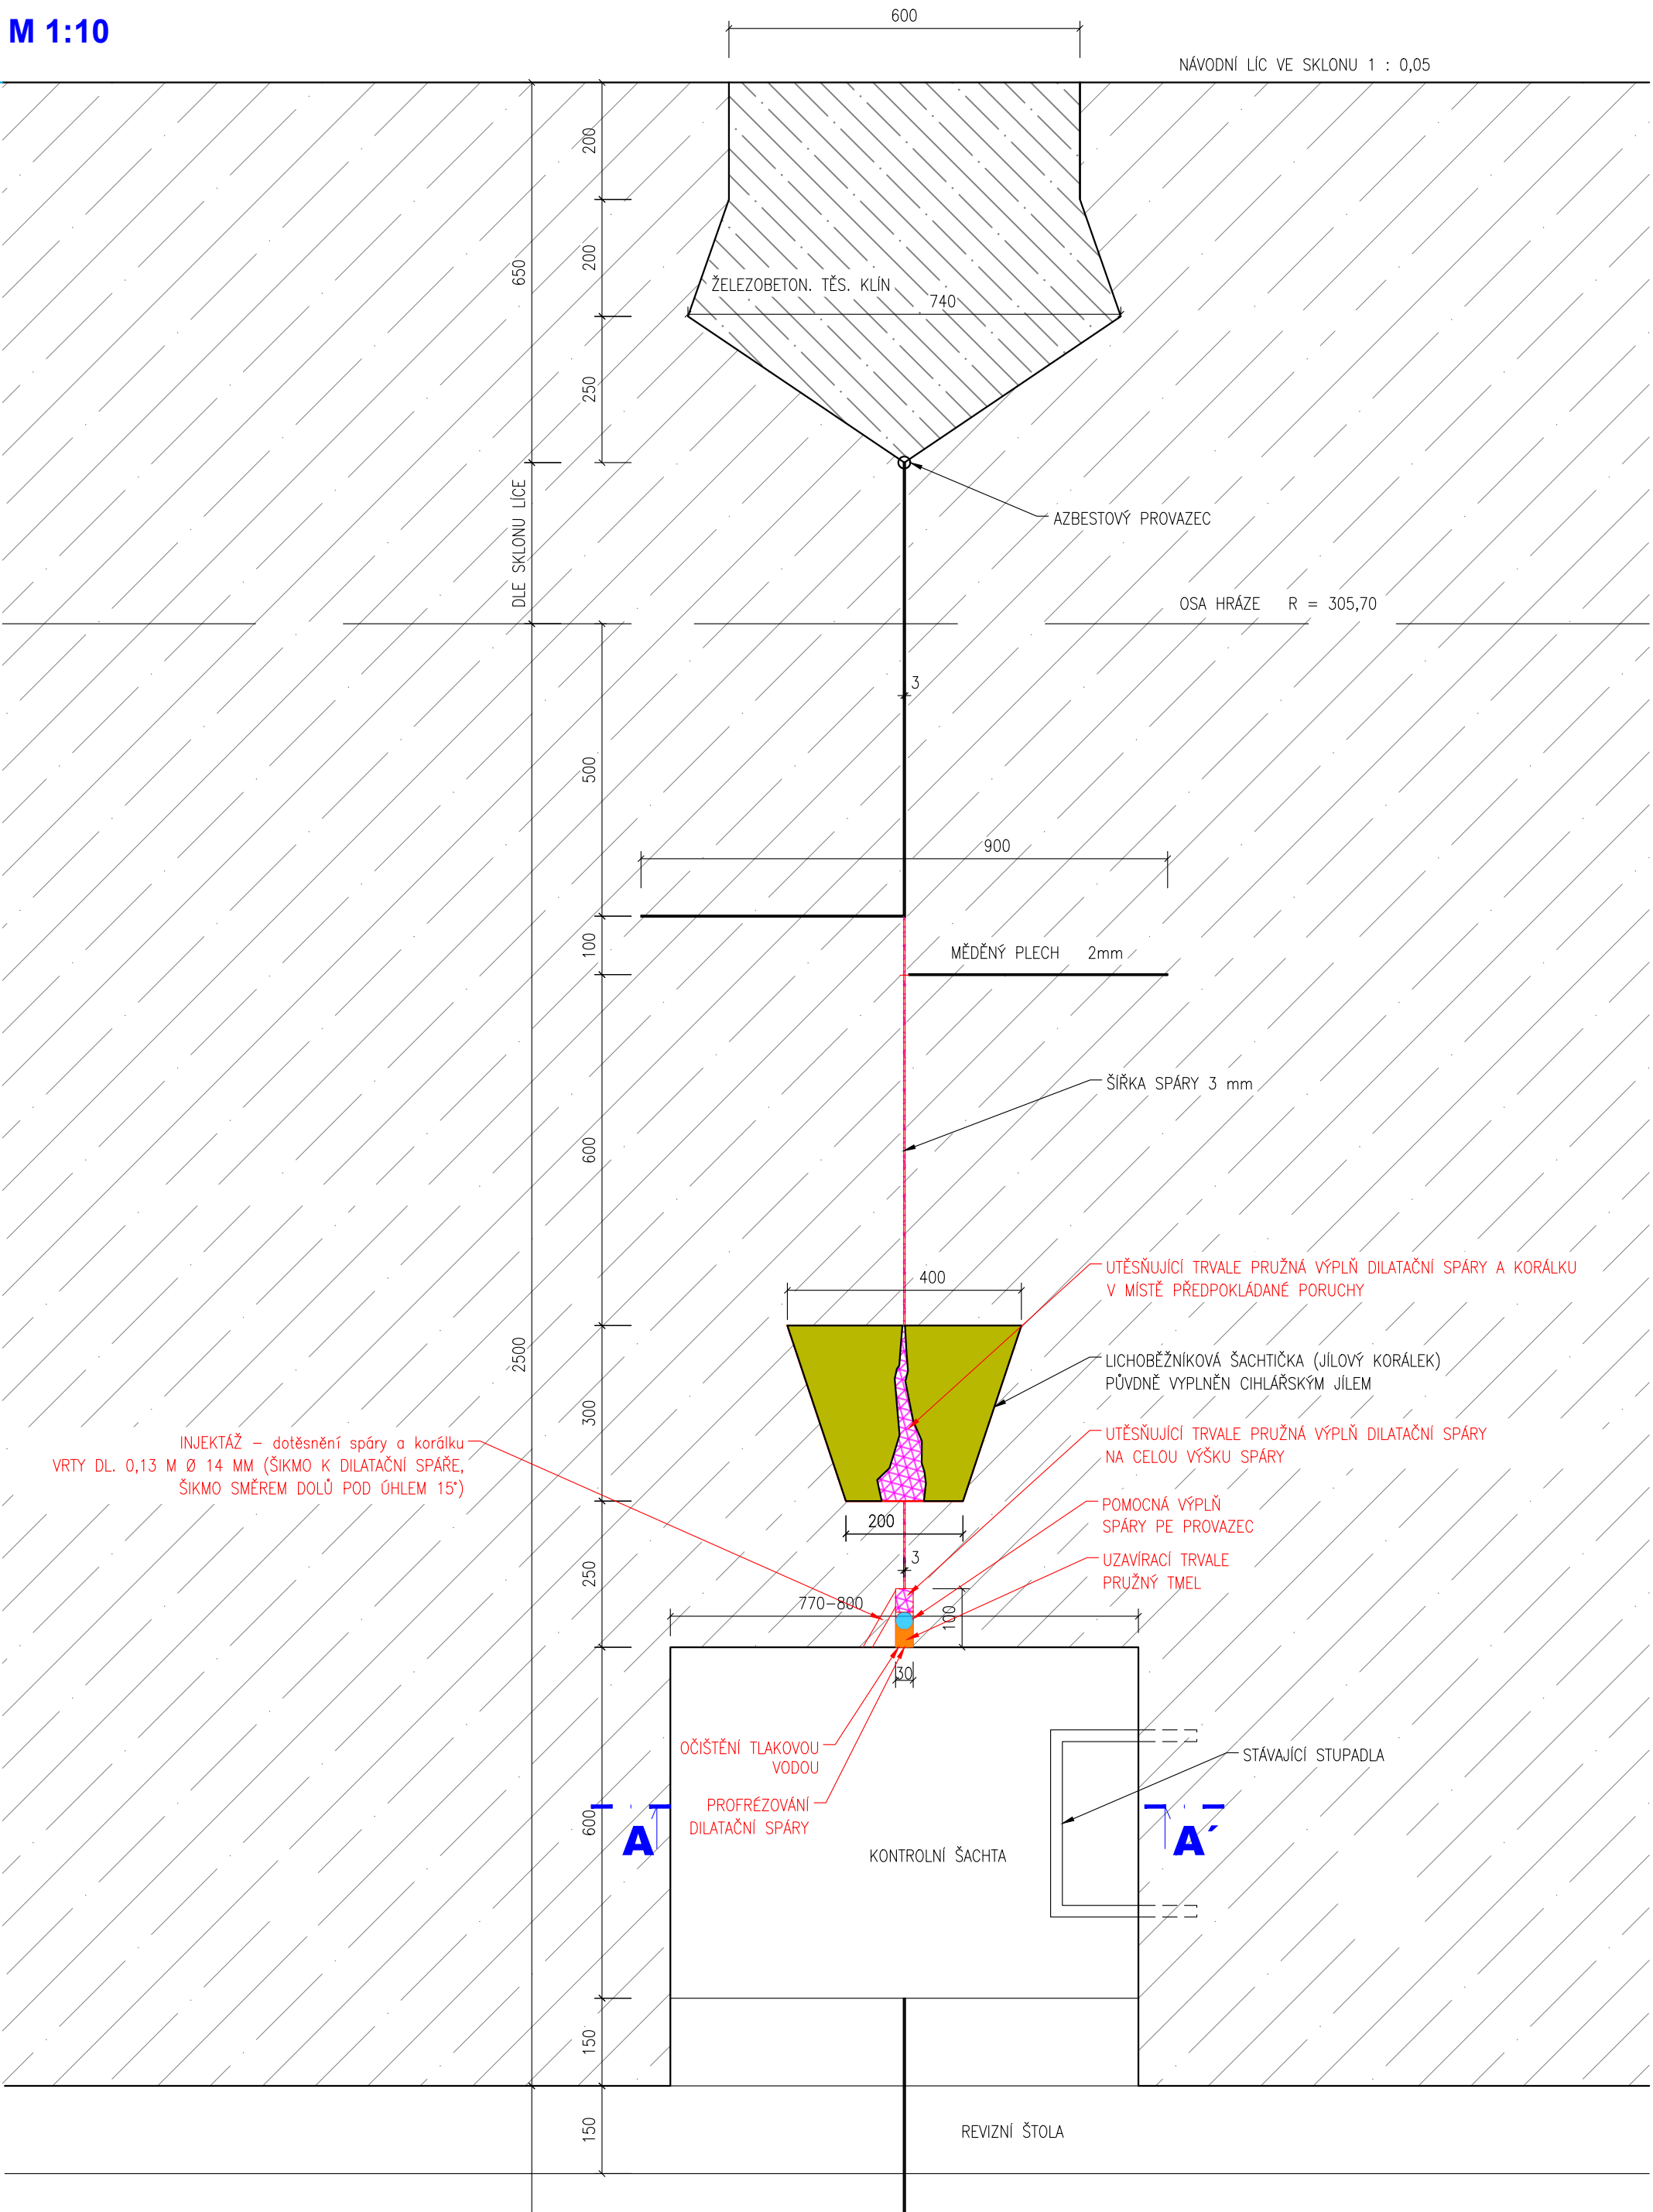 M 1:10
600
NÁVODNÍ LÍC VE SKLONU 1 : 0,05
200
200
650
ŽELEZOBETON. TĚS. KLÍN
740
250
DLE SKLONU LÍCE
AZBESTOVÝ PROVAZEC
OSA HRÁZE R = 305,70
3
500
900
100
MĚDĚNÝ PLECH 2mm
ŠÍŘKA SPÁRY 3 mm
600
UTĚSŇUJÍCÍ TRVALE PRUŽNÁ VÝPLŇ DILATAČNÍ SPÁRY A KORÁLKU
V MÍSTĚ PŘEDPOKLÁDANÉ PORUCHY
400
2500
LICHOBĚŽNÍKOVÁ ŠACHTIČKA (JÍLOVÝ KORÁLEK)
PŮVDNĚ VYPLNĚN CIHLÁŘSKÝM JÍLEM
300
UTĚSŇUJÍCÍ TRVALE PRUŽNÁ VÝPLŇ DILATAČNÍ SPÁRY
NA CELOU VÝŠKU SPÁRY
INJEKTÁŽ – dotěsnění spáry a korálku
VRTY DL. 0,13 M Ø 14 MM (ŠIKMO K DILATAČNÍ SPÁŘE,
ŠIKMO SMĚREM DOLŮ POD ÚHLEM 15°)
POMOCNÁ VÝPLŇ
SPÁRY PE PROVAZEC
200
3
UZAVÍRACÍ TRVALE
PRUŽNÝ TMEL
250
770–800
100
30
OČIŠTĚNÍ TLAKOVOU
VODOU
STÁVAJÍCÍ STUPADLA
PROFRÉZOVÁNÍ
DILATAČNÍ SPÁRY
600
A
A´
KONTROLNÍ ŠACHTA
150
150
REVIZNÍ ŠTOLA